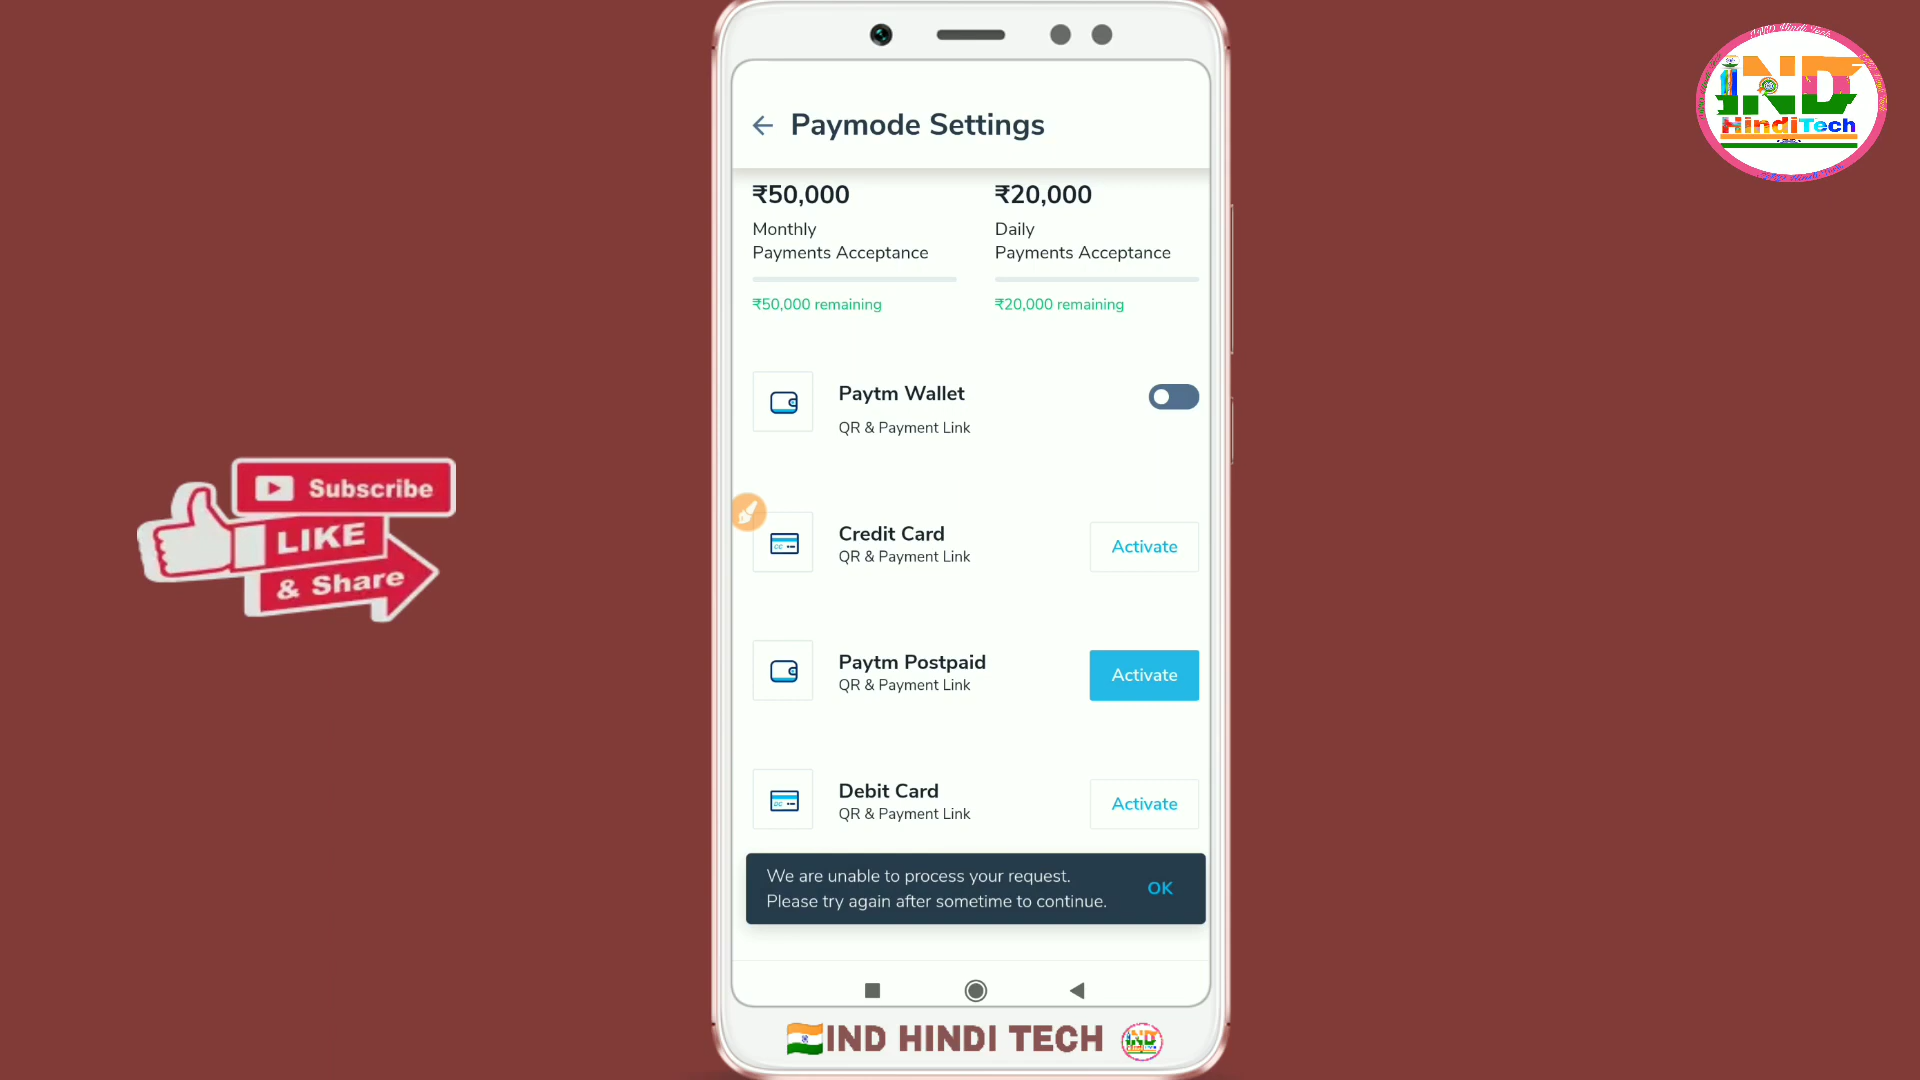 Paymode Settings
₹50,000
Monthly
Payments Acceptance
₹50,000 remaining
₹20,000
Daily
Payments Acceptance
₹20,000 remaining
Paytm Wallet
QR & Payment Link
Credit Card
QR & Payment Link
Activate
Paytm Postpaid
QR & Payment Link
Activate
Debit Card
QR & Payment Link
Activate
We are unable to process your request.
Please try again after sometime to continue.
OK
IND HINDI TECH
Subscribe
LIKE
& Share
IND
HindiTech